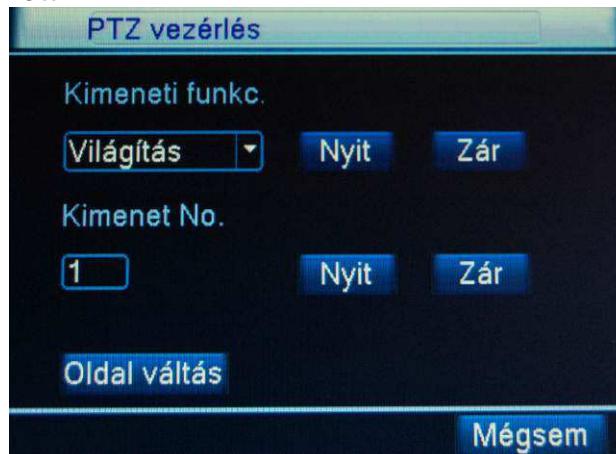 PTZ vezérlés
Kimeneti funkc.
Világítás Nyit Zár
Kimenet No.
1 Nyit Zár
Oldal váltás
Mégsem